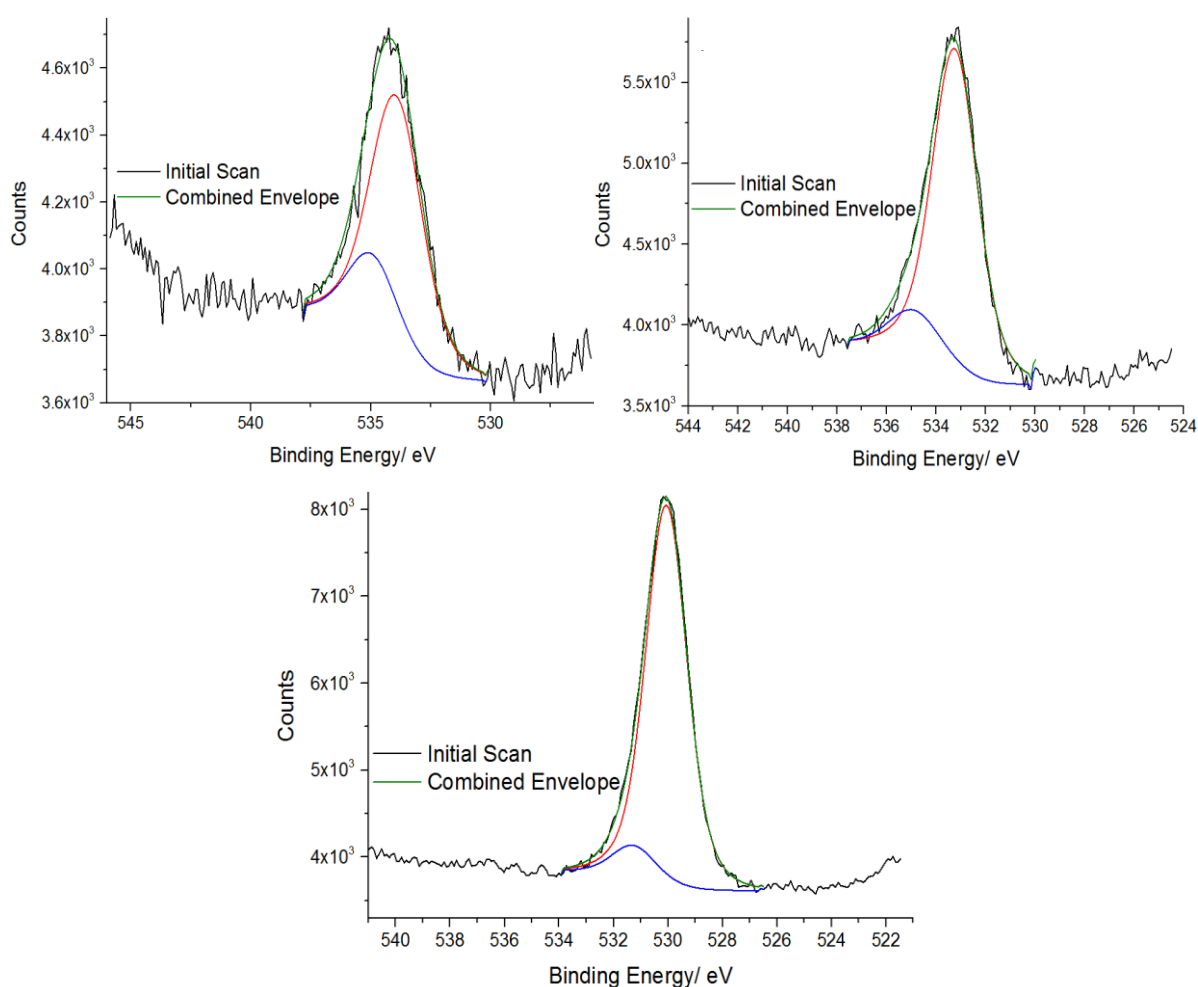 4.6x10³
4.4x10³
4.2x10³
4.0x10³
3.8x10³
3.6x10³
Counts
Initial Scan
Combined Envelope
545 540 535 530
Binding Energy/ eV
5.5x10³
5.0x10³
4.5x10³
4.0x10³
3.5x10³
Counts
Initial Scan
Combined Envelope
544 542 540 538 536 534 532 530 528 526 524
Binding Energy/ eV
8x10³
7x10³
6x10³
5x10³
4x10³
Counts
Initial Scan
Combined Envelope
540 538 536 534 532 530 528 526 524 522
Binding Energy/ eV